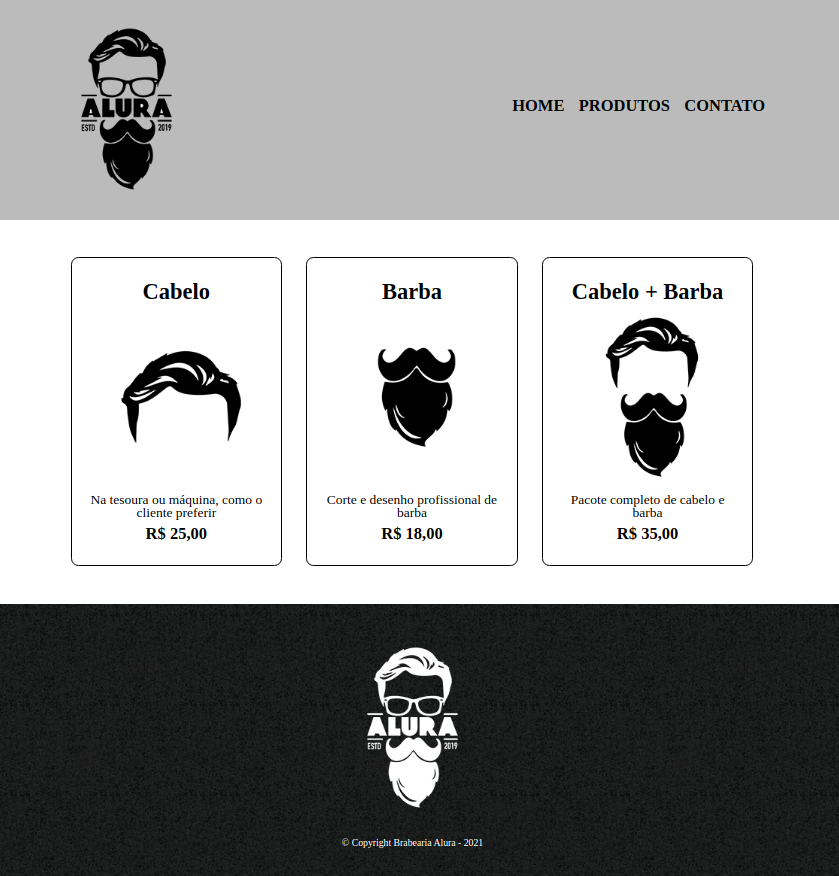 ALURA
ESTD 2019
HOME PRODUTOS CONTATO
Cabelo
Na tesoura ou máquina, como o
cliente preferir
R$ 25,00
Barba
Corte e desenho profissional de
barba
R$ 18,00
Cabelo + Barba
Pacote completo de cabelo e
barba
R$ 35,00
ALURA
ESTD 2019
© Copyright Brabearia Alura - 2021